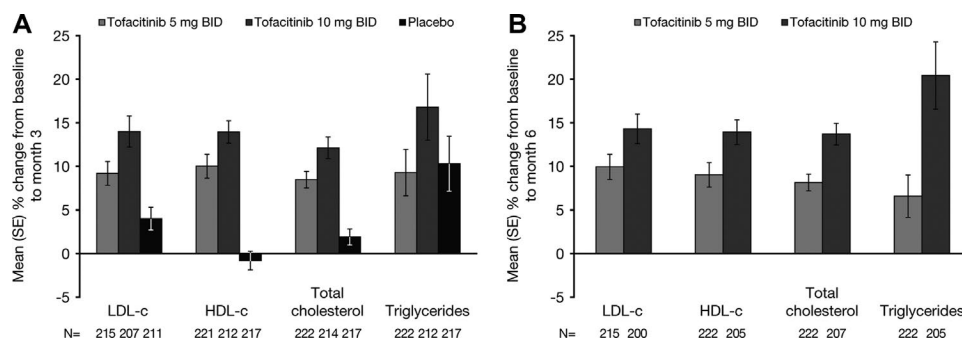 A
Tofacitinib 5 mg BID Tofacitinib 10 mg BID Placebo
Mean (SE) % change from baseline
to month 3
25
20
15
10
5
0
-5
LDL-c HDL-c Total cholesterol Triglycerides
N= 215 207 211 221 212 217 222 214 217 222 212 217
B
Tofacitinib 5 mg BID Tofacitinib 10 mg BID
Mean (SE) % change from baseline
to month 6
25
20
15
10
5
0
-5
LDL-c HDL-c Total cholesterol Triglycerides
N= 215 200 222 205 222 207 222 205